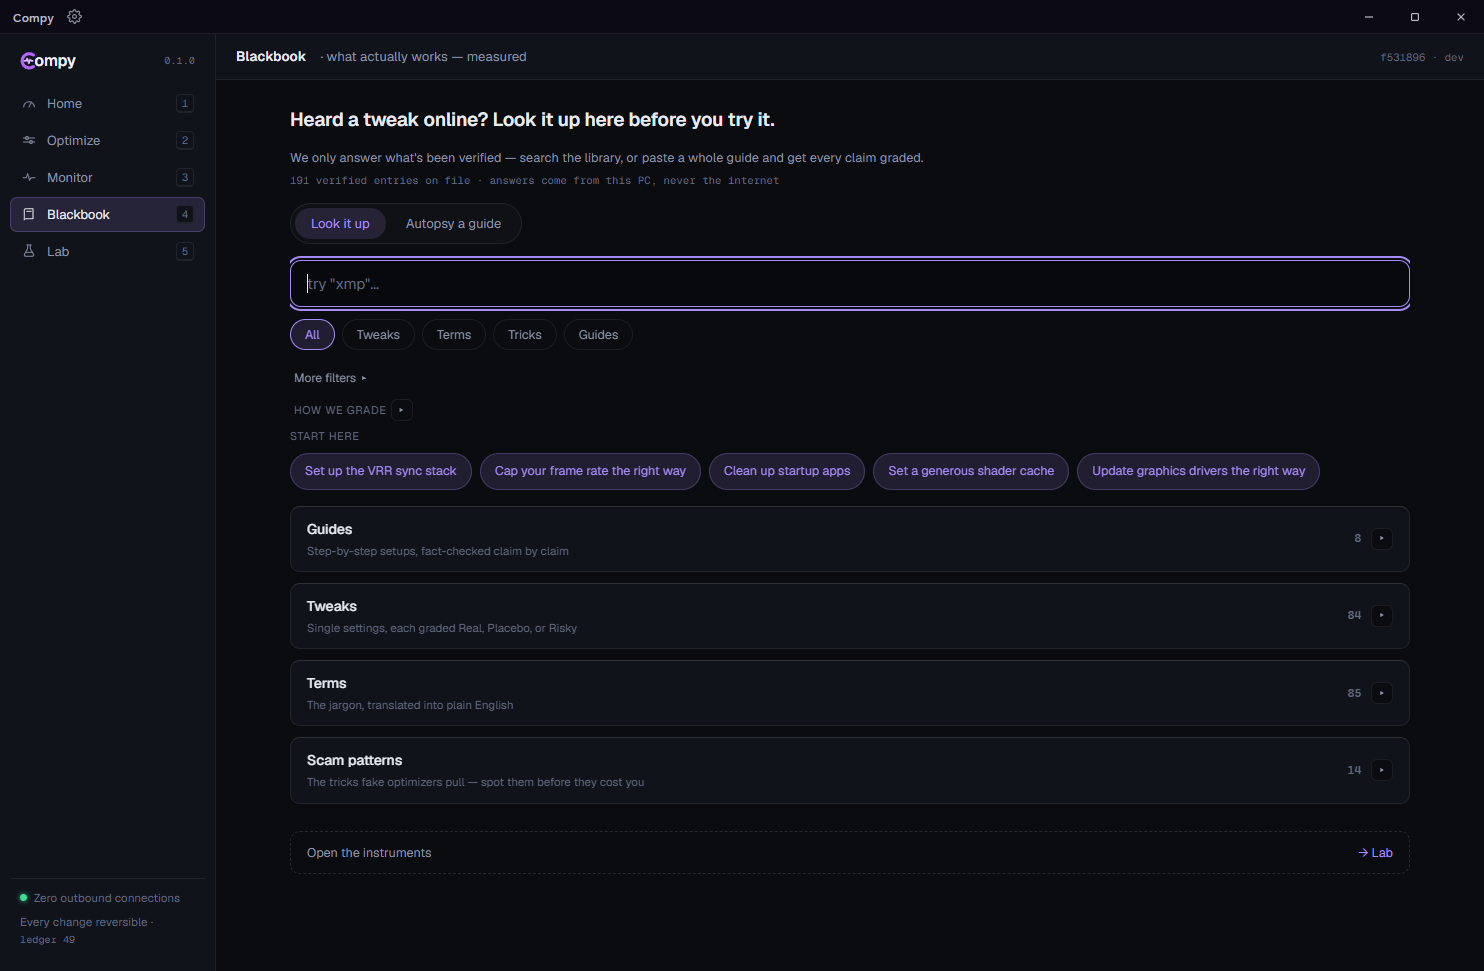 Compy
Compy 0.1.0
Home 1
Optimize 2
Monitor 3
Blackbook 4
Lab 5
Zero outbound connections
Every change reversible ·
ledger 49
Blackbook · what actually works — measured
f531896 · dev
Heard a tweak online? Look it up here before you try it.
We only answer what's been verified — search the library, or paste a whole guide and get every claim graded.
191 verified entries on file · answers come from this PC, never the internet
Look it up Autopsy a guide
try "xmp"…
All Tweaks Terms Tricks Guides
More filters ▸
HOW WE GRADE ▸
START HERE
Set up the VRR sync stack Cap your frame rate the right way Clean up startup apps Set a generous shader cache Update graphics drivers the right way
Guides
Step-by-step setups, fact-checked claim by claim
8 ▸
Tweaks
Single settings, each graded Real, Placebo, or Risky
84 ▸
Terms
The jargon, translated into plain English
85 ▸
Scam patterns
The tricks fake optimizers pull — spot them before they cost you
14 ▸
Open the instruments → Lab